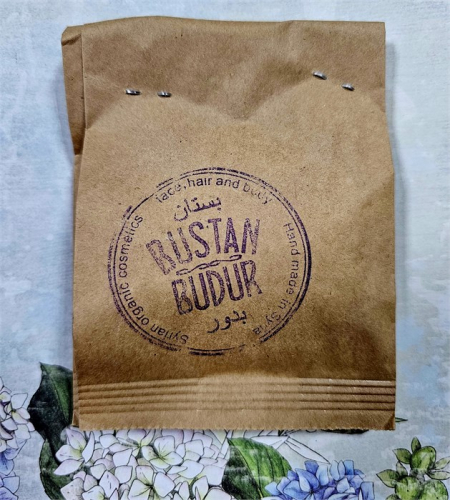 face, hair and body
بستان
BUSTAN
BUDUR
بدور
Syrian organic cosmetics
Hand made in Syria